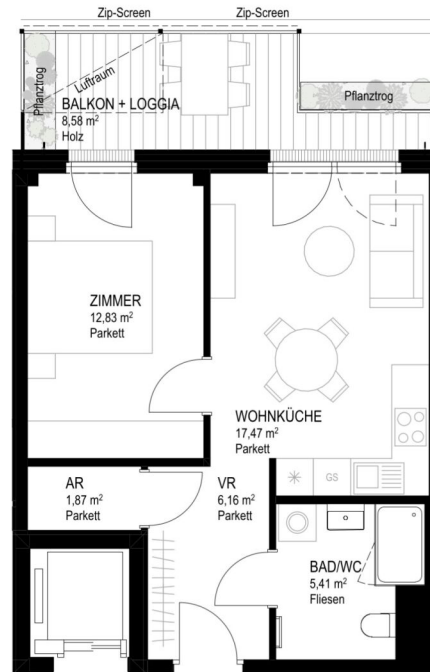 Zip-Screen
Zip-Screen
Pflanztrog
Luftraum
BALKON + LOGGIA
8,58 m²
Holz
Pflanztrog
ZIMMER
12,83 m²
Parkett
WOHNKÜCHE
17,47 m²
Parkett
GS
AR
1,87 m²
Parkett
VR
6,16 m²
Parkett
BAD/WC
5,41 m²
Fliesen